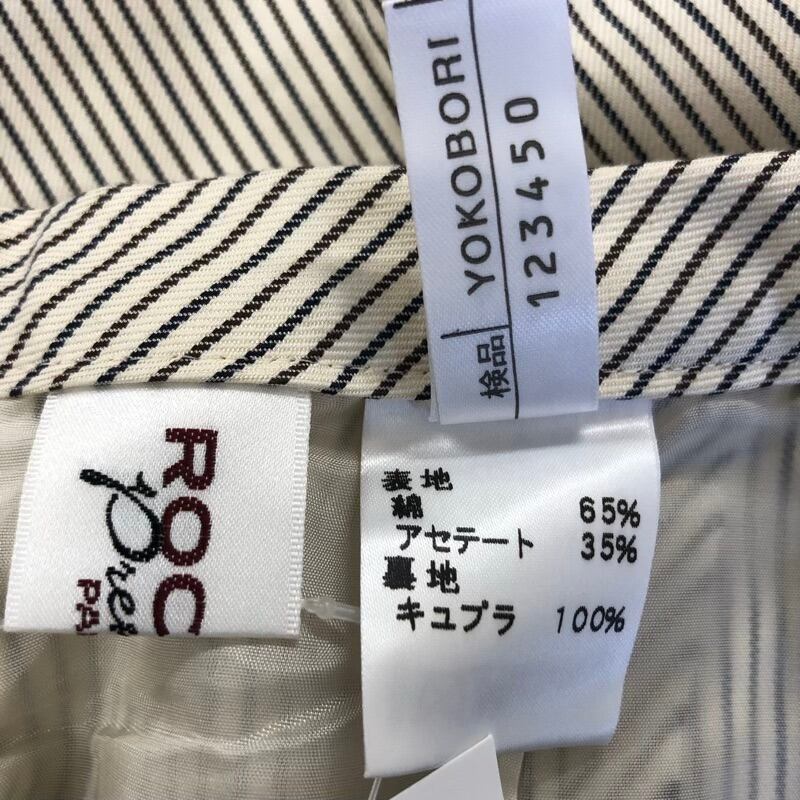 YOKOBORI
検品 123450
ROC
表地
綿 65%
アセテート 35%
裏地
キュプラ 100%